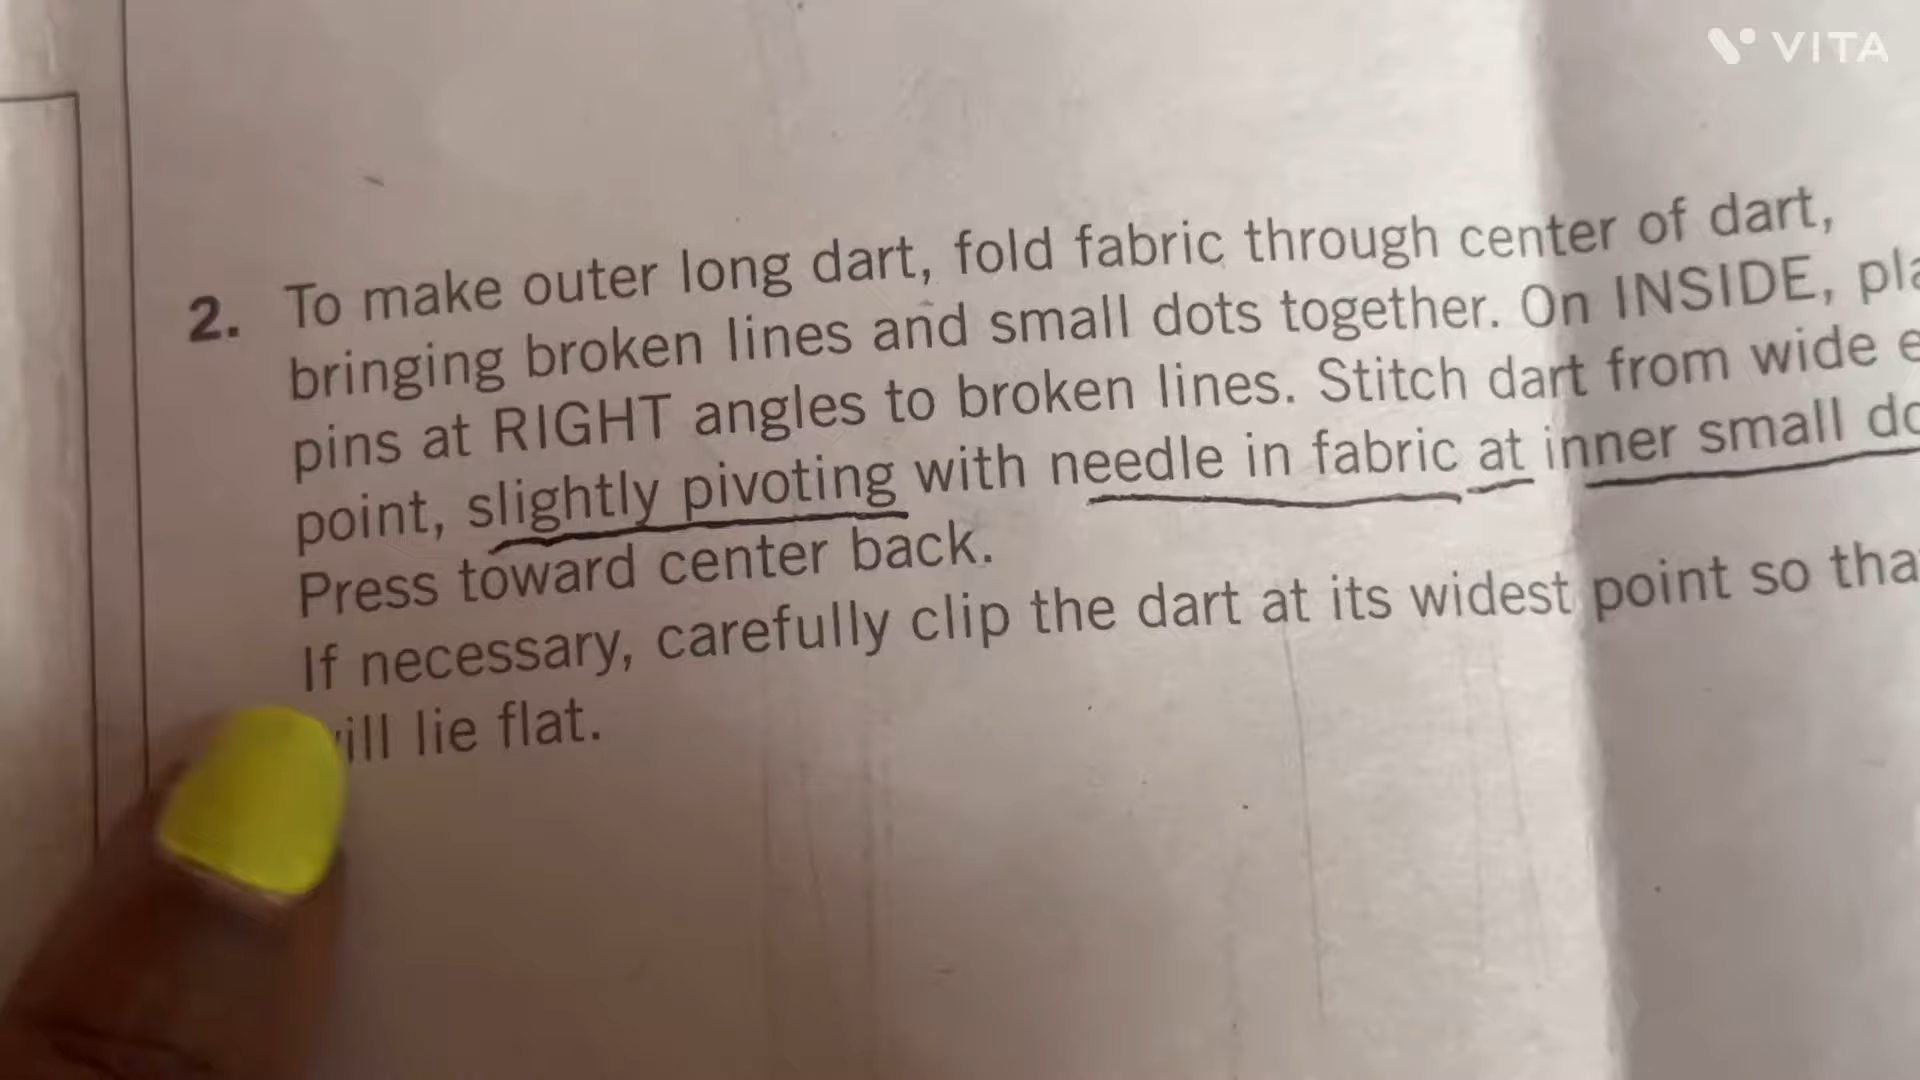 VITA
2. To make outer long dart, fold fabric through center of dart,
bringing broken lines and small dots together. On INSIDE,
pins at RIGHT angles to broken lines. Stitch dart from wide
point, slightly pivoting with needle in fabric at inner small
Press toward center back.
If necessary, carefully clip the dart at its widest point so
lie flat.